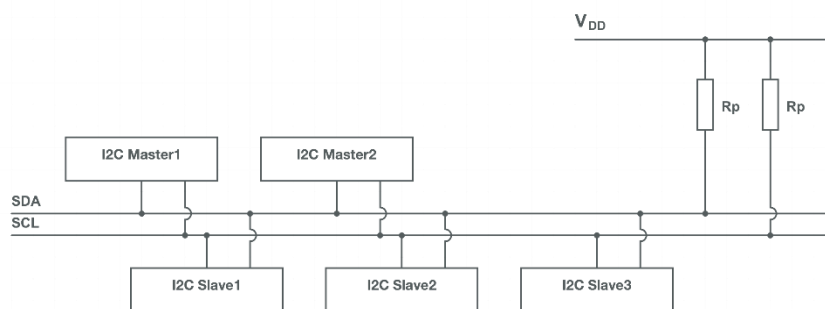 VDD
Rp Rp
I2C Master1 I2C Master2
SDA
SCL
I2C Slave1 I2C Slave2 I2C Slave3